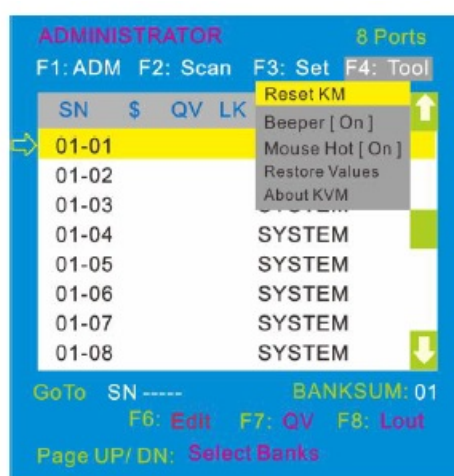 ADMINISTRATOR 8 Ports
F1: ADM F2: Scan F3: Set F4: Tool
SN $ QV LK
Reset KM
Beeper [ On ]
Mouse Hot [ On ]
Restore Values
About KVM
01-01
01-02
01-03 SYSTEM
01-04 SYSTEM
01-05 SYSTEM
01-06 SYSTEM
01-07 SYSTEM
01-08 SYSTEM
GoTo SN ----- BANKSUM: 01
F6: Edit F7: QV F8: Lout
Page UP/ DN: Select Banks